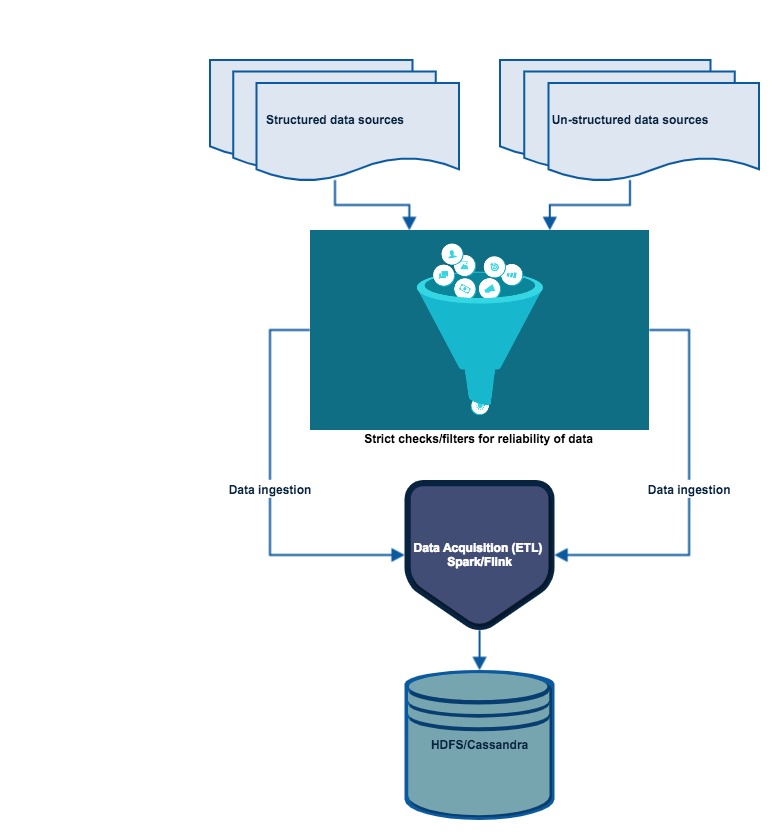 Structured data sources
Un-structured data sources
Strict checks/filters for reliability of data
Data ingestion
Data ingestion
Data Acquisition (ETL)
Spark/Flink
HDFS/Cassandra